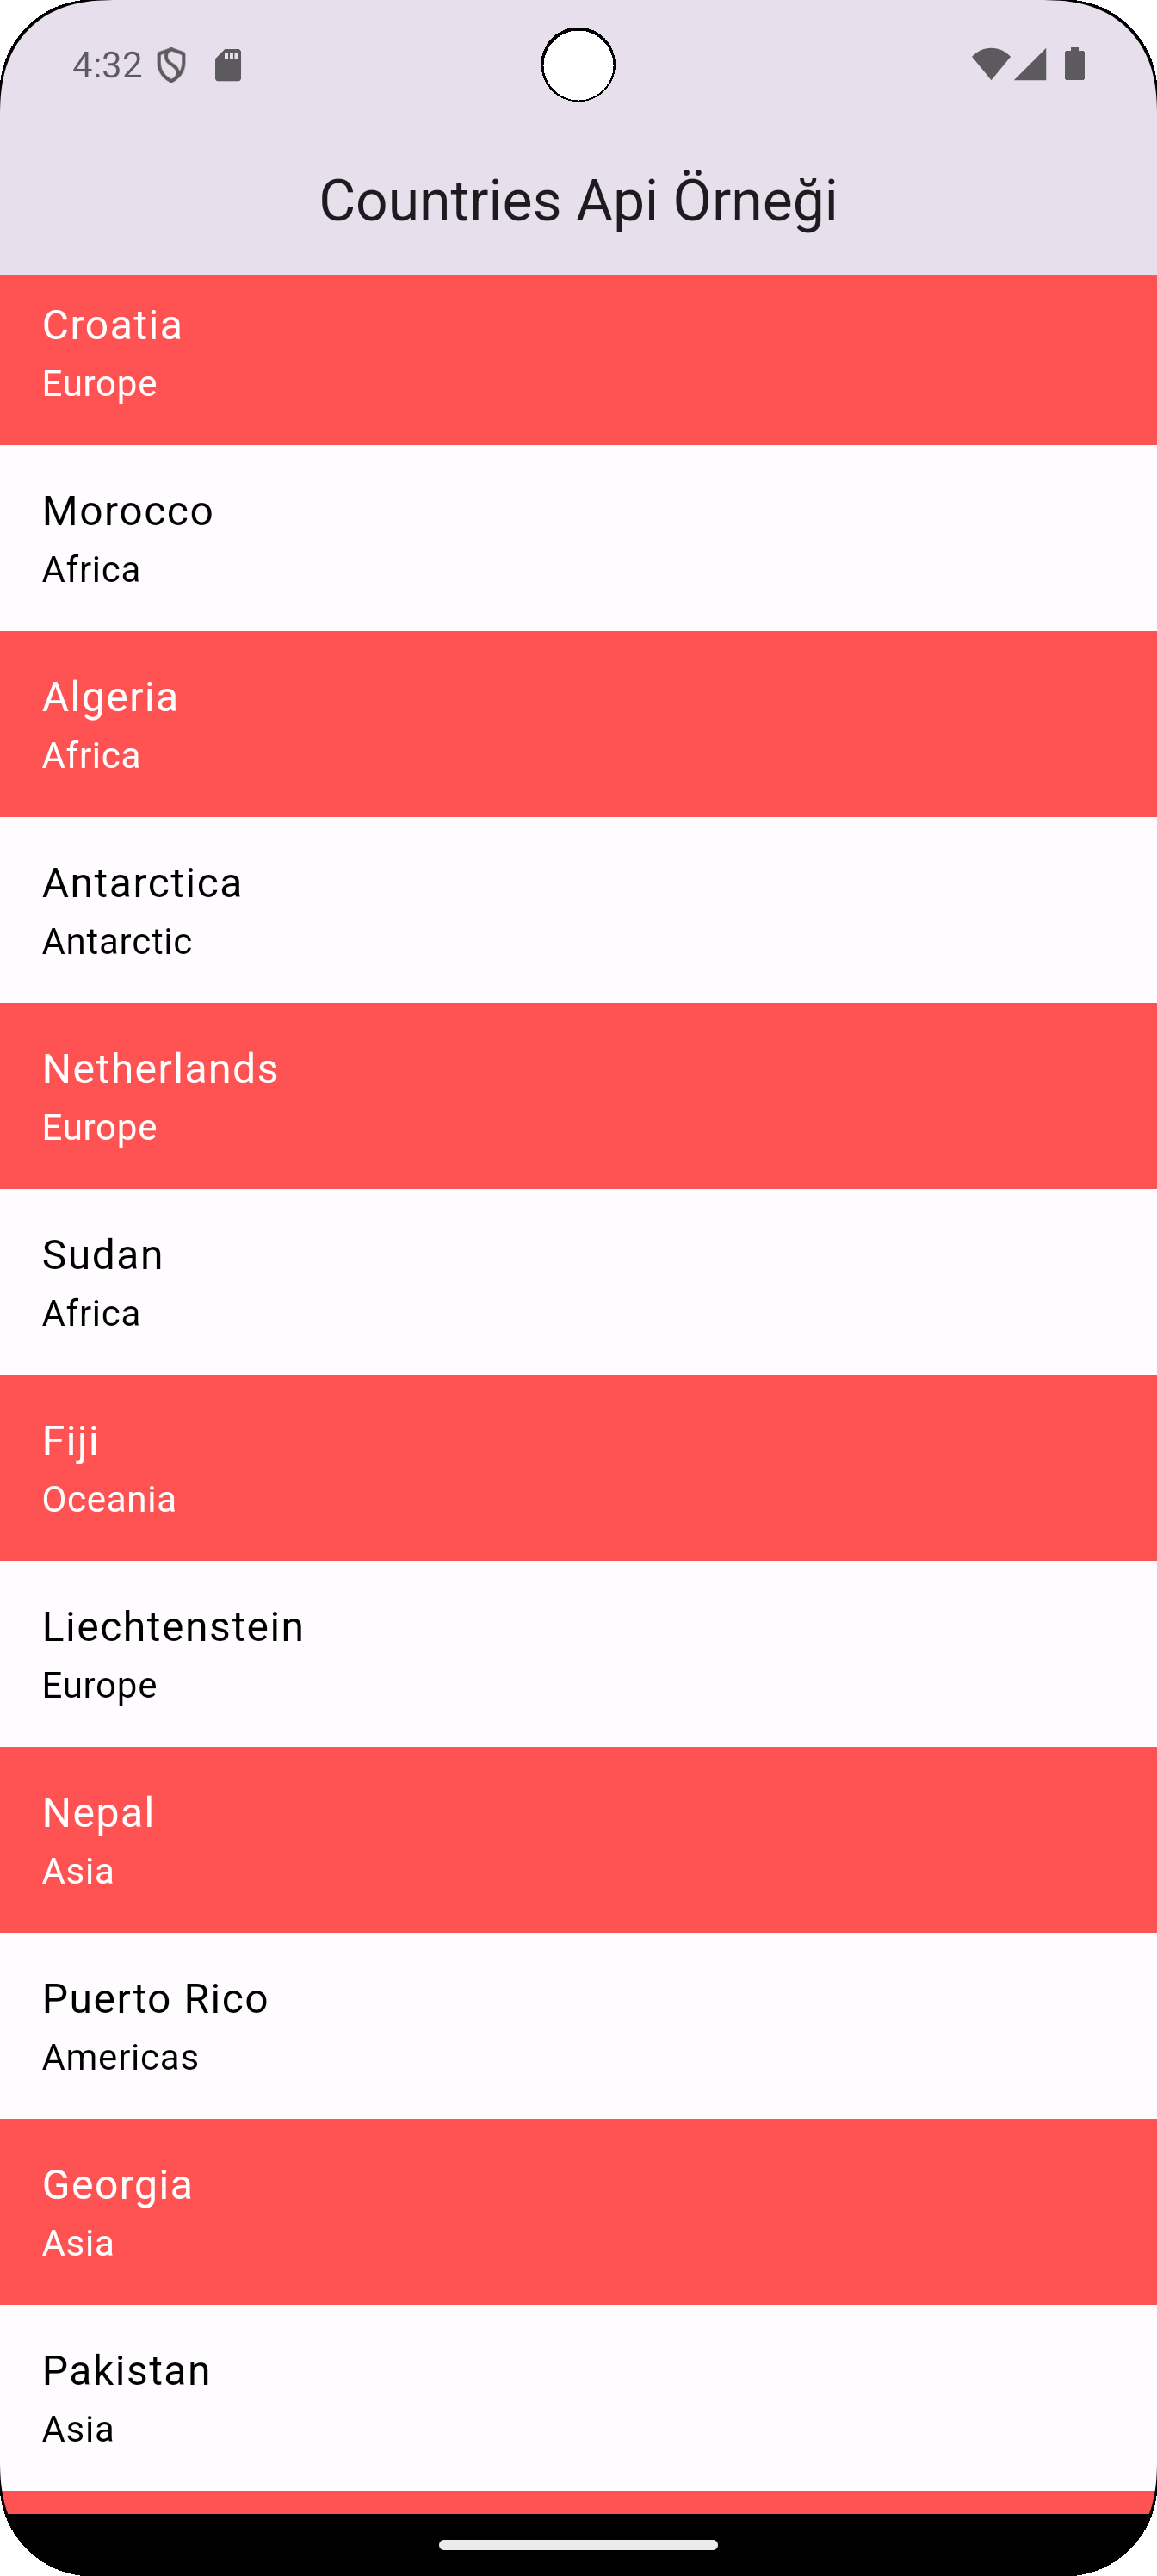 4:32
Countries Api Örneği
Croatia
Europe
Morocco
Africa
Algeria
Africa
Antarctica
Antarctic
Netherlands
Europe
Sudan
Africa
Fiji
Oceania
Liechtenstein
Europe
Nepal
Asia
Puerto Rico
Americas
Georgia
Asia
Pakistan
Asia